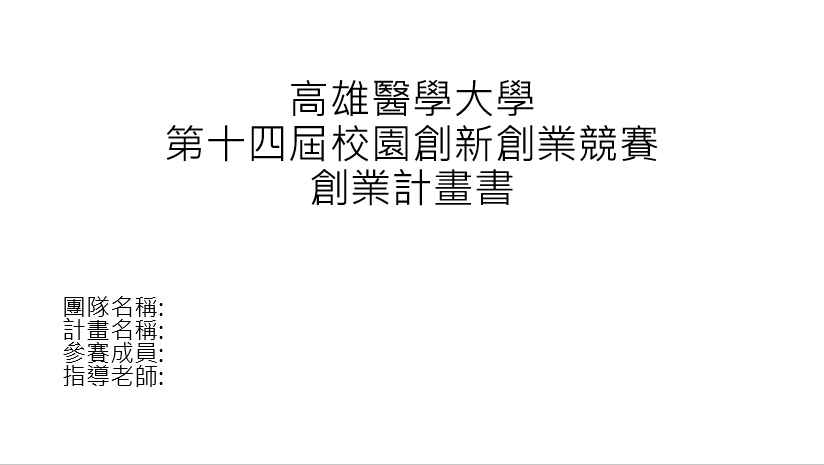 高雄醫學大學
第十四屆校園創新創業競賽
創業計畫書
團隊名稱:
計畫名稱:
參賽成員:
指導老師: